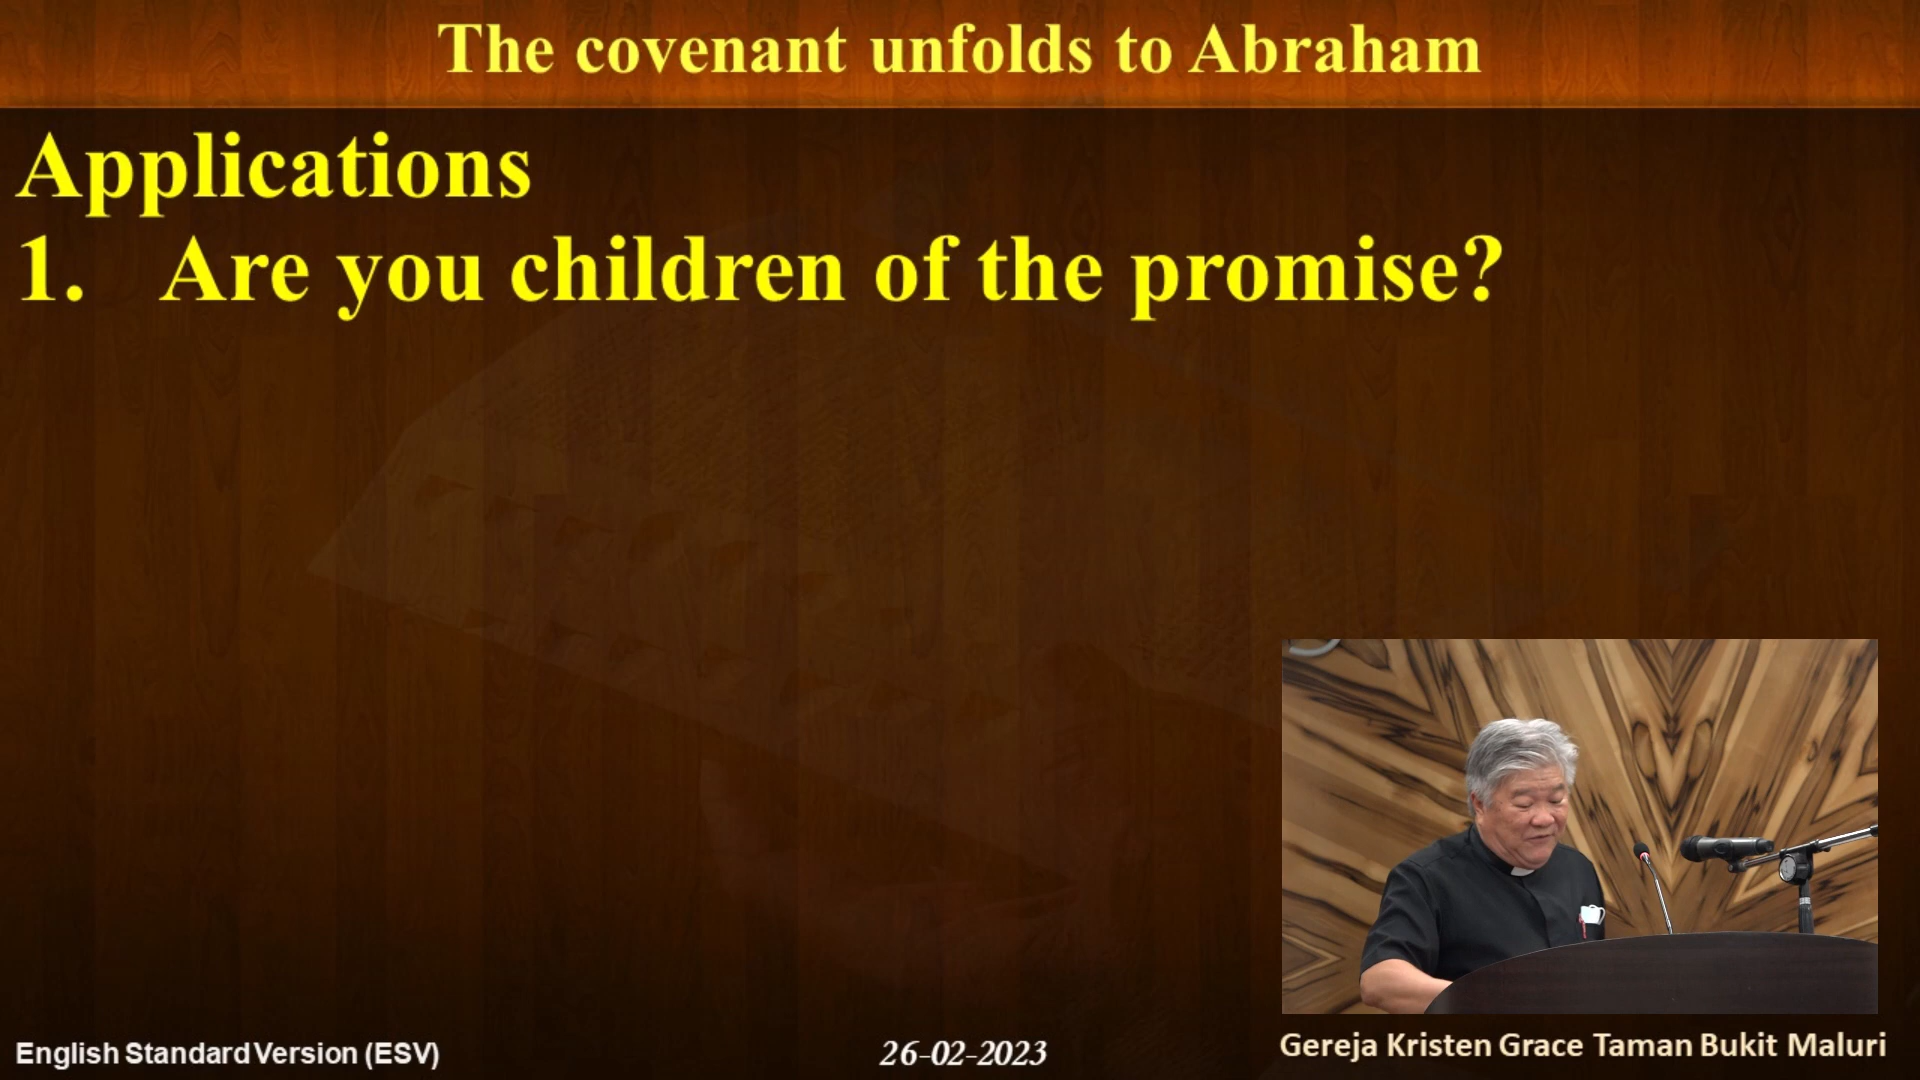 The covenant unfolds to Abraham
Applications
1. Are you children of the promise?
English Standard Version (ESV)
26-02-2023
Gereja Kristen Grace Taman Bukit Maluri